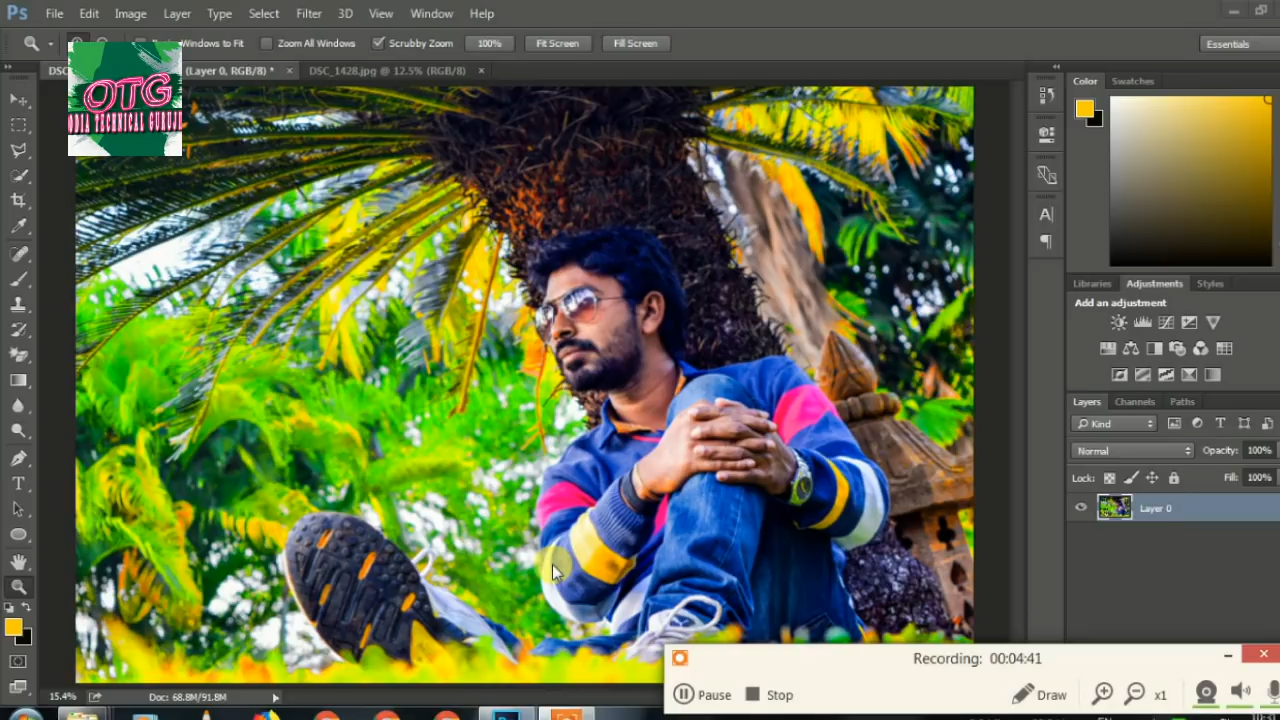 Ps File Edit Image Layer Type Select Filter 3D View Window Help
Windows to Fit Zoom All Windows Scrubby Zoom 100% Fit Screen Fill Screen Essentials
DSC (Layer 0, RGB/8) * × DSC_1428.jpg @ 12.5% (RGB/8) ×
OTG
ODIA TECHNICAL GURUJI
Color Swatches
Libraries Adjustments Styles
Add an adjustment
Layers Channels Paths
Kind
Normal Opacity: 100%
Lock: Fill: 100%
Layer 0
Recording: 00:04:41
Pause Stop Draw x1
15.4% Doc: 68.8M/91.8M